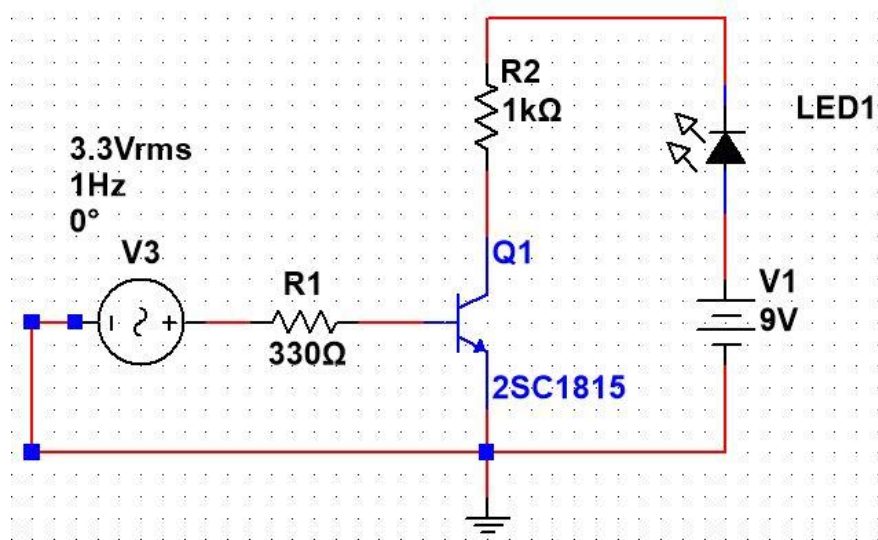 R2
1kΩ
LED1
3.3Vrms
1Hz
0°
V3
Q1
R1
330Ω
V1
9V
2SC1815